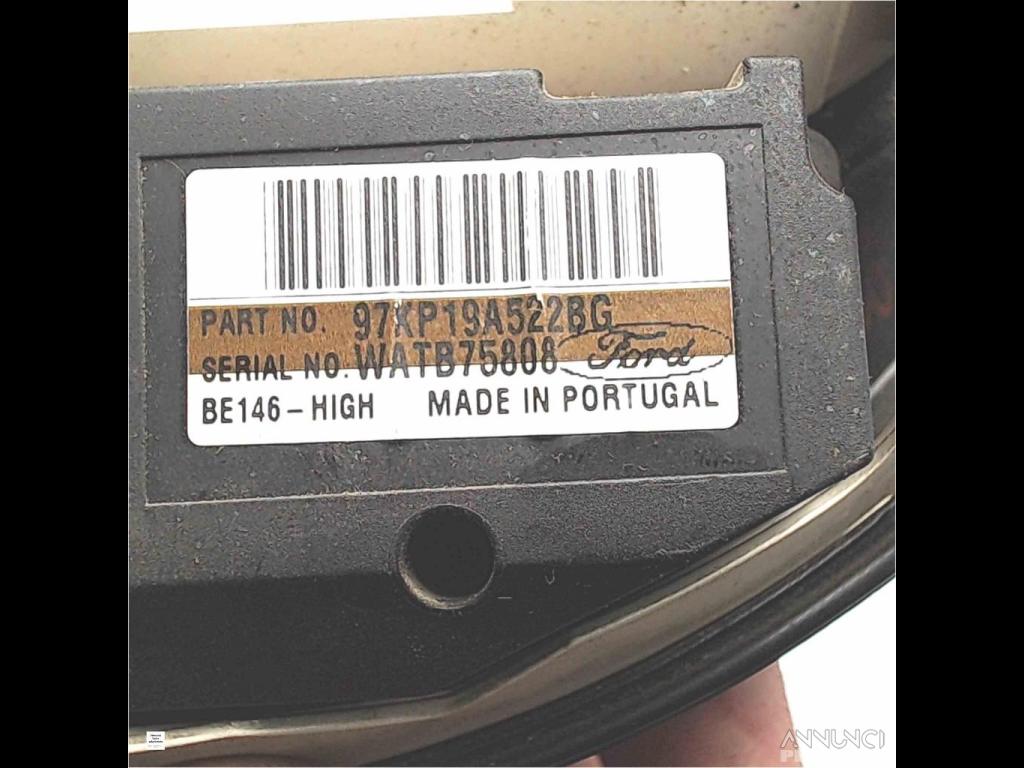 PART NO. 97KP19A522BG
SERIAL NO. WATB75808 Ford
BE146-HIGH MADE IN PORTUGAL
ANNUNCI